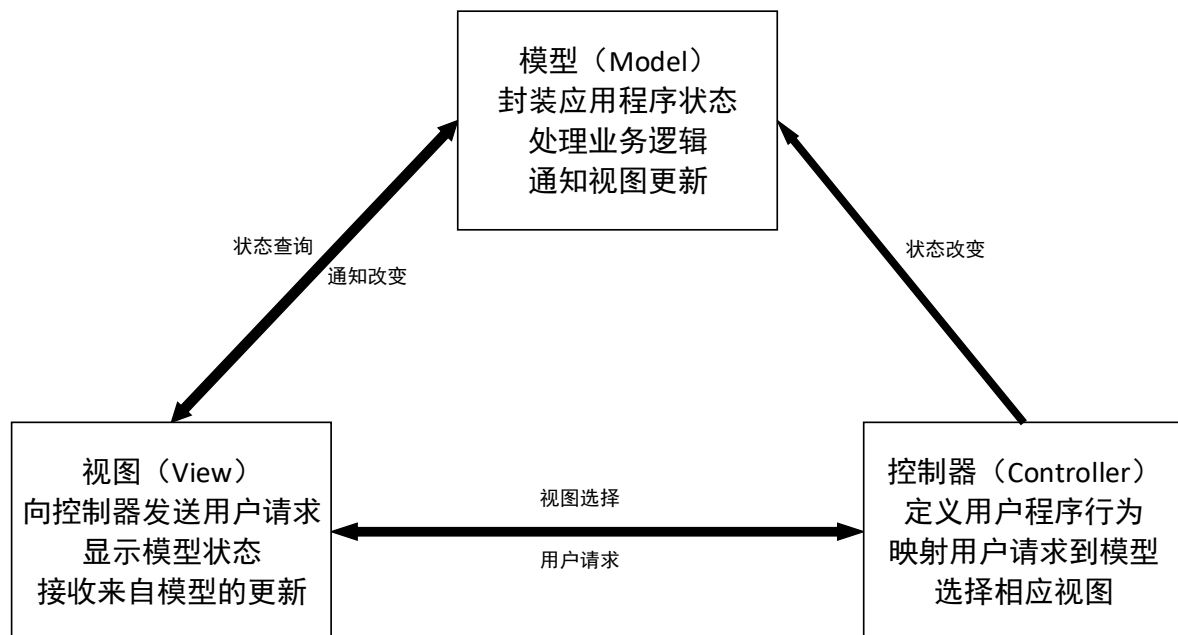 模型（Model）
封装应用程序状态
处理业务逻辑
通知视图更新
状态查询
通知改变
状态改变
视图（View）
向控制器发送用户请求
显示模型状态
接收来自模型的更新
视图选择
用户请求
控制器（Controller）
定义用户程序行为
映射用户请求到模型
选择相应视图